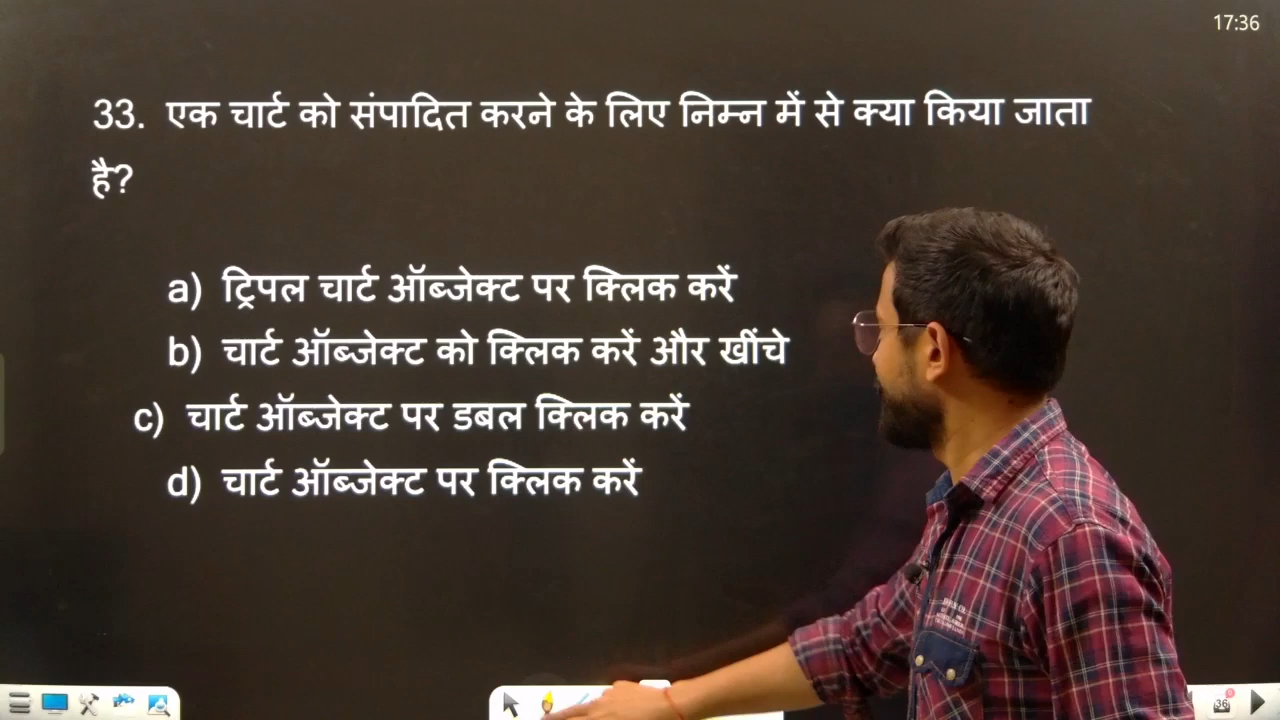 17:36
33. एक चार्ट को संपादित करने के लिए निम्न में से क्या किया जाता
है?
a) ट्रिपल चार्ट ऑब्जेक्ट पर क्लिक करें
b) चार्ट ऑब्जेक्ट को क्लिक करें और खींचे
c) चार्ट ऑब्जेक्ट पर डबल क्लिक करें
d) चार्ट ऑब्जेक्ट पर क्लिक करें
36